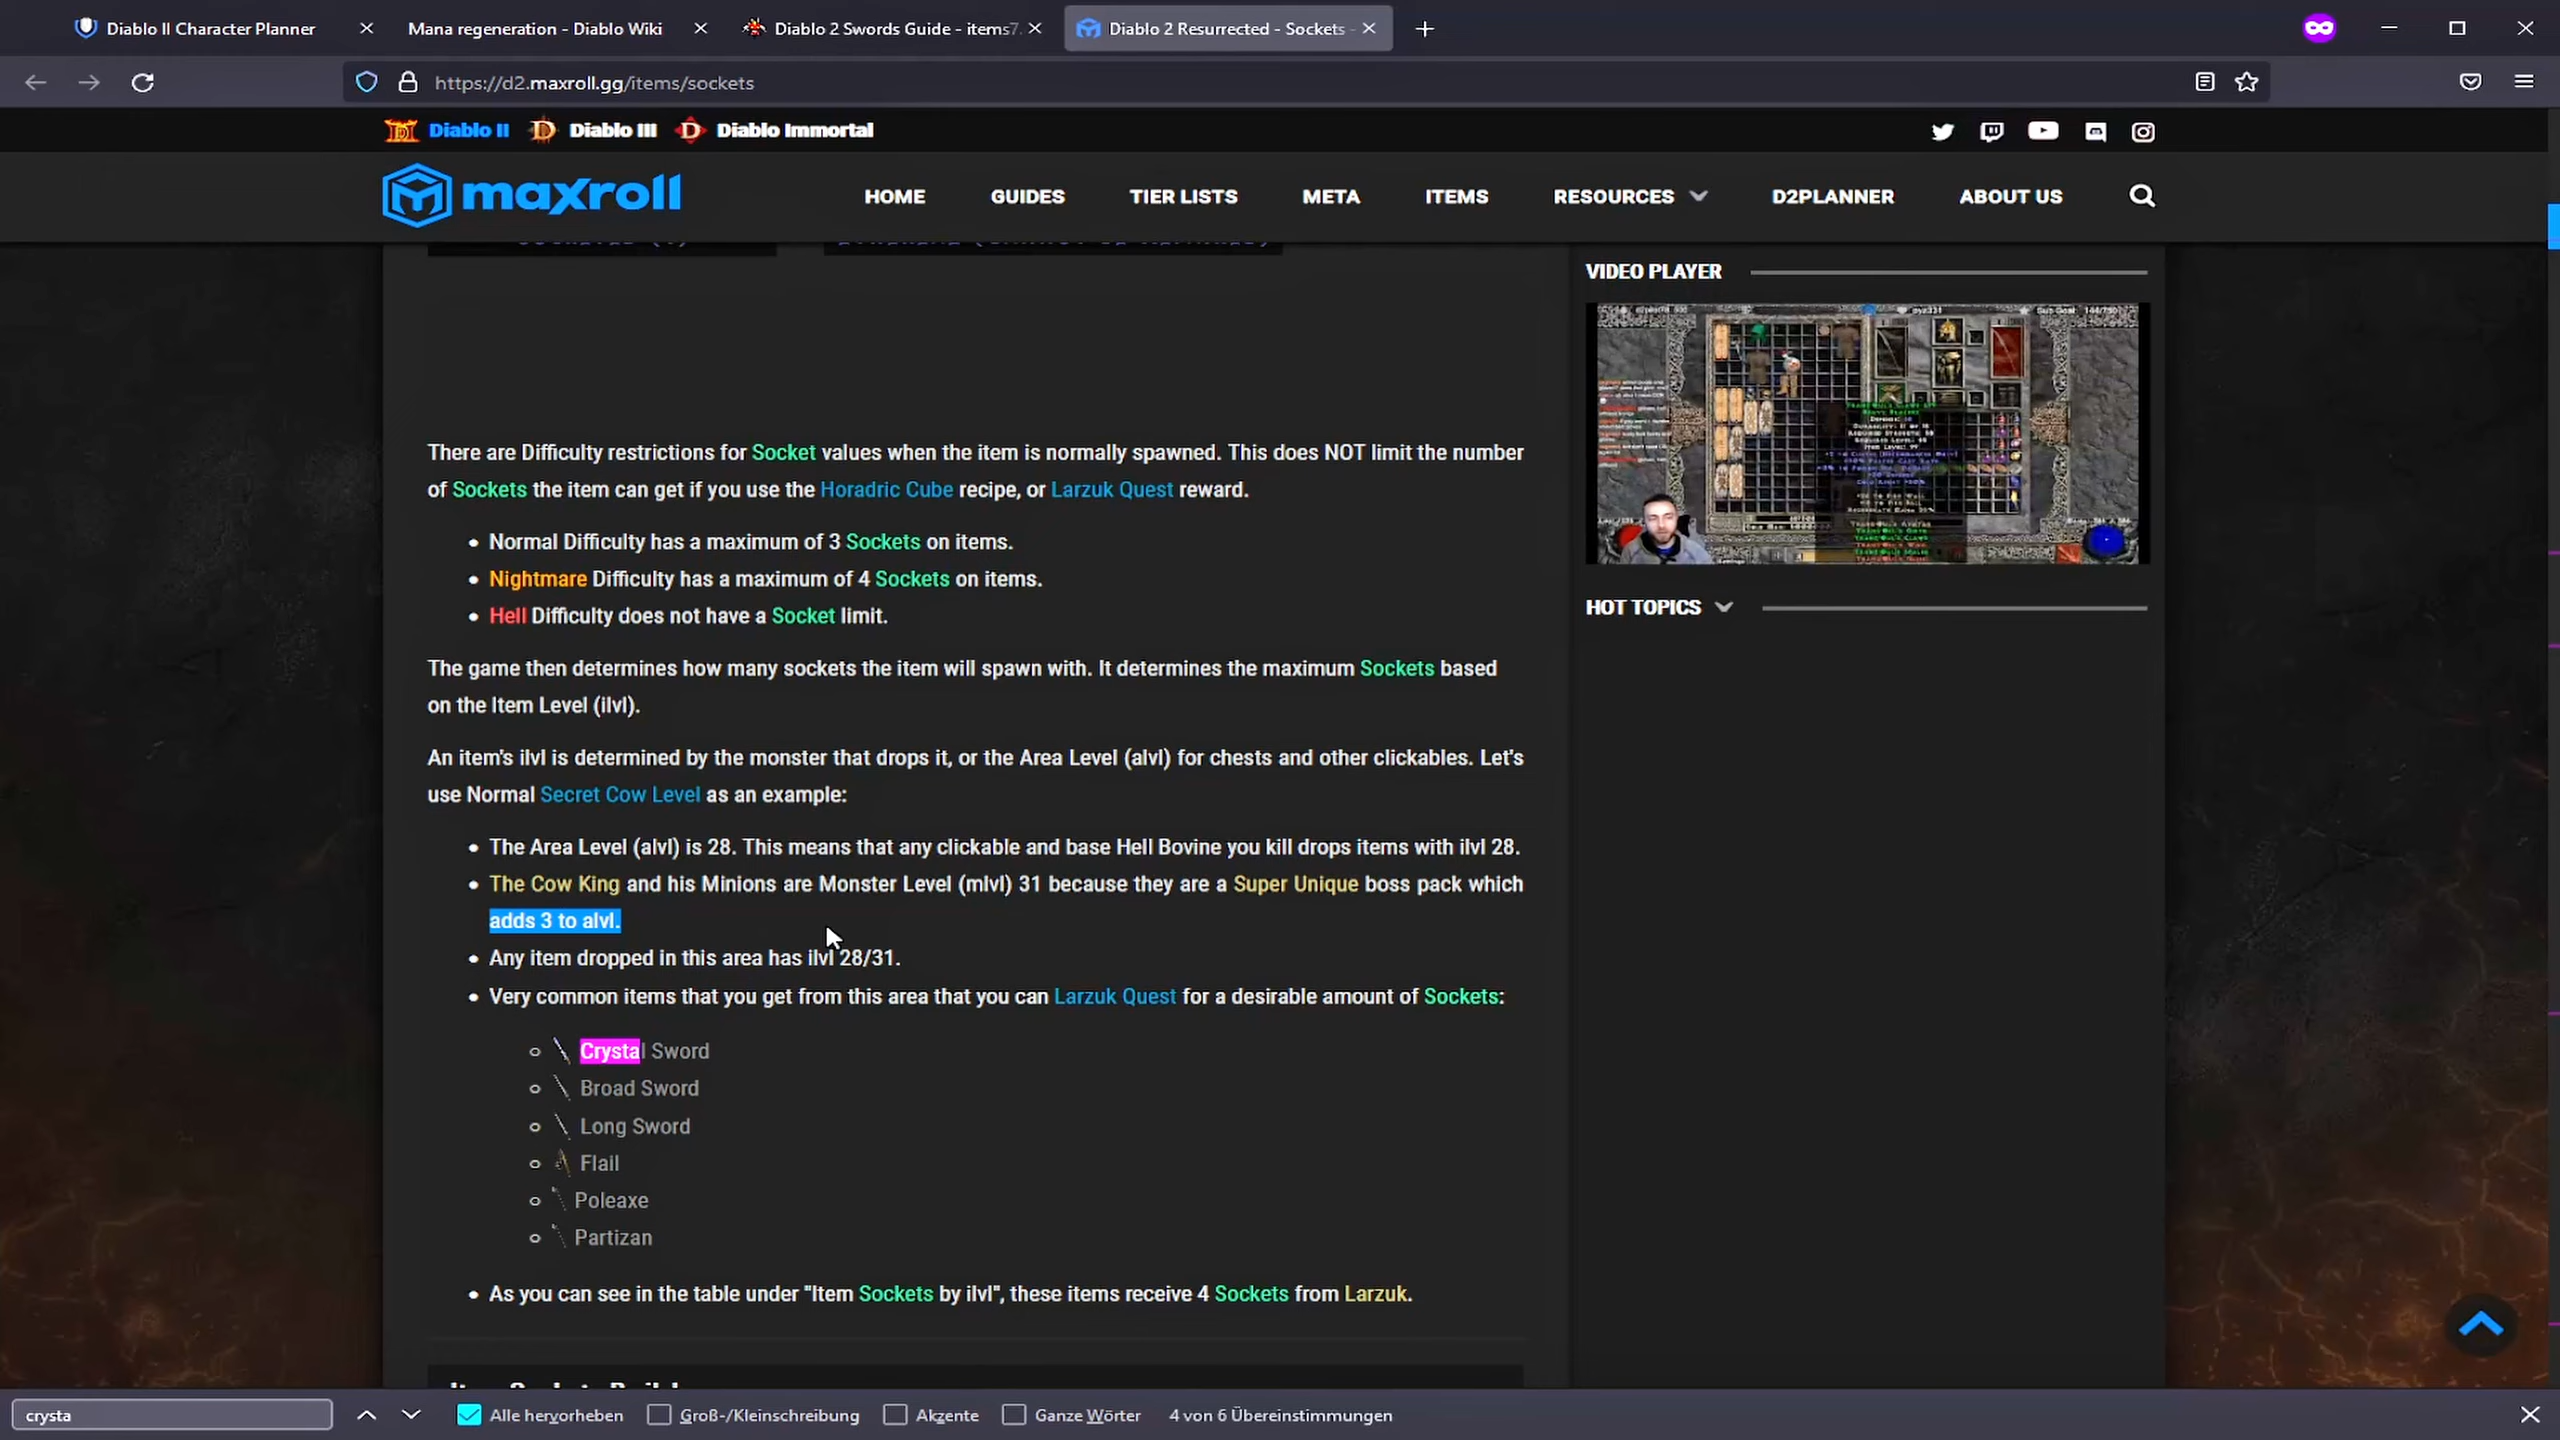 Diablo II Character Planner
Mana regeneration - Diablo Wiki
Diablo 2 Swords Guide - items7.
Diablo 2 Resurrected - Sockets -
https://d2.maxroll.gg/items/sockets
Diablo II Diablo III Diablo Immortal
maxroll
HOME GUIDES TIER LISTS META ITEMS RESOURCES D2PLANNER ABOUT US
VIDEO PLAYER
HOT TOPICS
There are Difficulty restrictions for Socket values when the item is normally spawned. This does NOT limit the number
of Sockets the item can get if you use the Horadric Cube recipe, or Larzuk Quest reward.
• Normal Difficulty has a maximum of 3 Sockets on items.
• Nightmare Difficulty has a maximum of 4 Sockets on items.
• Hell Difficulty does not have a Socket limit.
The game then determines how many sockets the item will spawn with. It determines the maximum Sockets based
on the Item Level (ilvl).
An item's ilvl is determined by the monster that drops it, or the Area Level (alvl) for chests and other clickables. Let's
use Normal Secret Cow Level as an example:
• The Area Level (alvl) is 28. This means that any clickable and base Hell Bovine you kill drops items with ilvl 28.
• The Cow King and his Minions are Monster Level (mlvl) 31 because they are a Super Unique boss pack which
adds 3 to alvl.
• Any item dropped in this area has ilvl 28/31.
• Very common items that you get from this area that you can Larzuk Quest for a desirable amount of Sockets:
Crystal Sword
Broad Sword
Long Sword
Flail
Poleaxe
Partizan
• As you can see in the table under "Item Sockets by ilvl", these items receive 4 Sockets from Larzuk.
crysta
Alle hervorheben
Groß-/Kleinschreibung
Akzente
Ganze Wörter
4 von 6 Übereinstimmungen